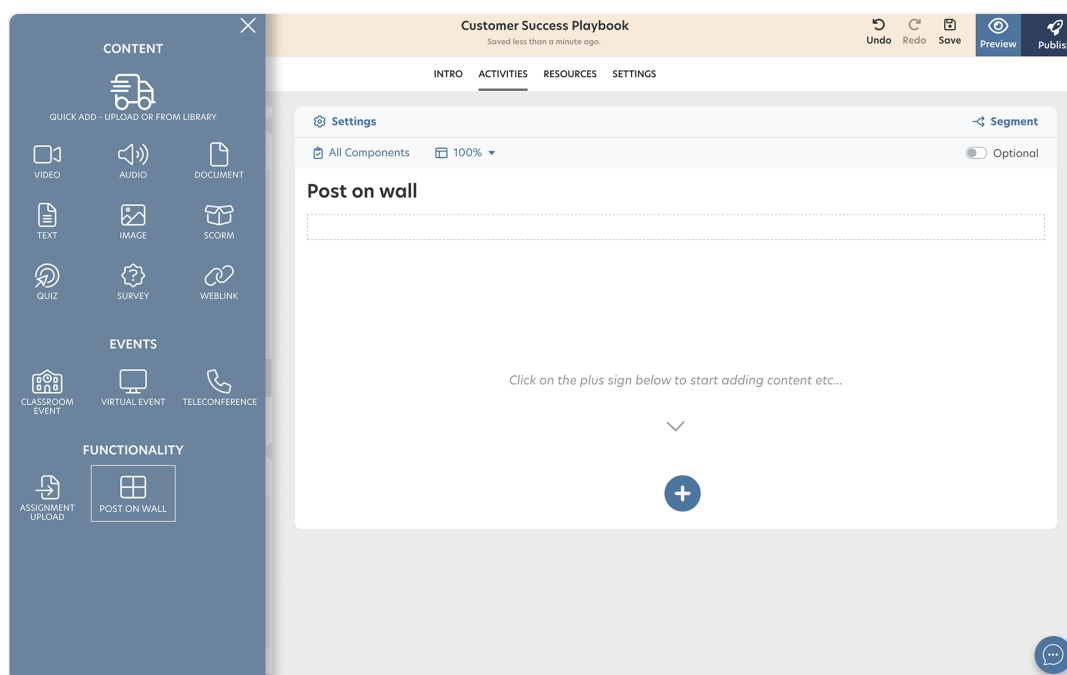 CONTENT
QUICK ADD - UPLOAD OR FROM LIBRARY
VIDEO
AUDIO
DOCUMENT
TEXT
IMAGE
SCORM
QUIZ
SURVEY
WEBLINK
EVENTS
CLASSROOM
EVENT
VIRTUAL EVENT
TELECONFERENCE
FUNCTIONALITY
ASSIGNMENT
UPLOAD
POST ON WALL
Customer Success Playbook
Saved less than a minute ago.
Undo
Redo
Save
Preview
Publis
INTRO ACTIVITIES RESOURCES SETTINGS
Settings
Segment
All Components
100%
Optional
Post on wall
Click on the plus sign below to start adding content etc...